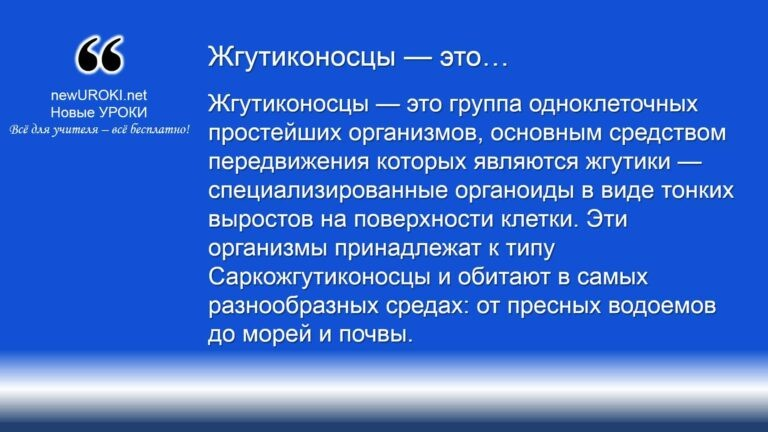 newUROKI.net
Новые УРОКИ
Всё для учителя – всё бесплатно!
Жгутиконосцы — это…
Жгутиконосцы — это группа одноклеточных
простейших организмов, основным средством
передвижения которых являются жгутики —
специализированные органоиды в виде тонких
выростов на поверхности клетки. Эти
организмы принадлежат к типу
Саркожгутиконосцы и обитают в самых
разнообразных средах: от пресных водоемов
до морей и почвы.